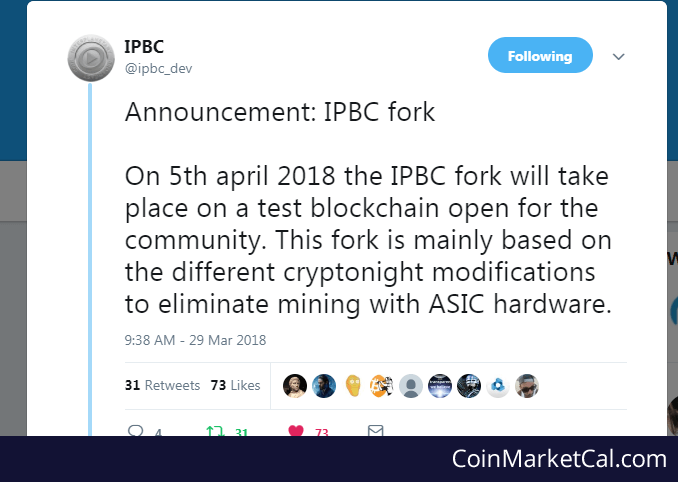 IPBC
@ipbc_dev
Following
Announcement: IPBC fork
On 5th april 2018 the IPBC fork will take
place on a test blockchain open for the
community. This fork is mainly based on
the different cryptonight modifications
to eliminate mining with ASIC hardware.
9:38 AM - 29 Mar 2018
31 Retweets 73 Likes
4 31 73
CoinMarketCal.com